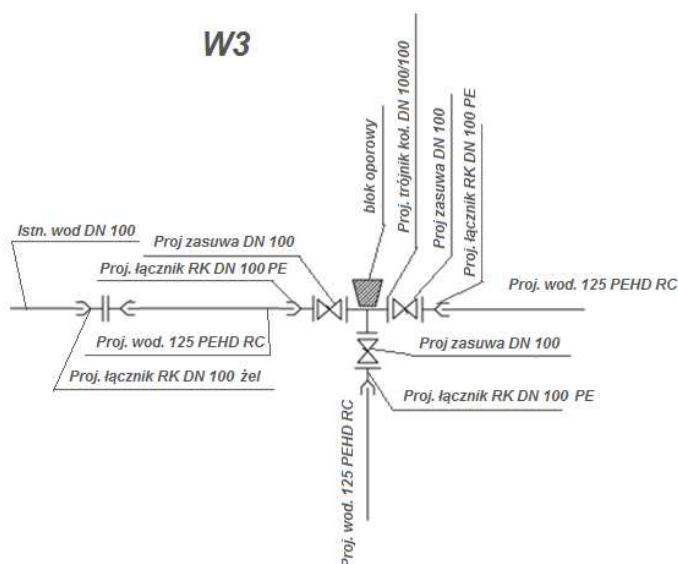 W3
blok oporowy
Proj. trójnik koł. DN 100/100
Proj zasuwa DN 100
Proj. łącznik RK DN 100 PE
Istn. wod DN 100
Proj zasuwa DN 100
Proj. łącznik RK DN 100 PE
Proj. wod. 125 PEHD RC
Proj. wod. 125 PEHD RC
Proj. łącznik RK DN 100 żel
Proj zasuwa DN 100
Proj. łącznik RK DN 100 PE
Proj. wod. 125 PEHD RC